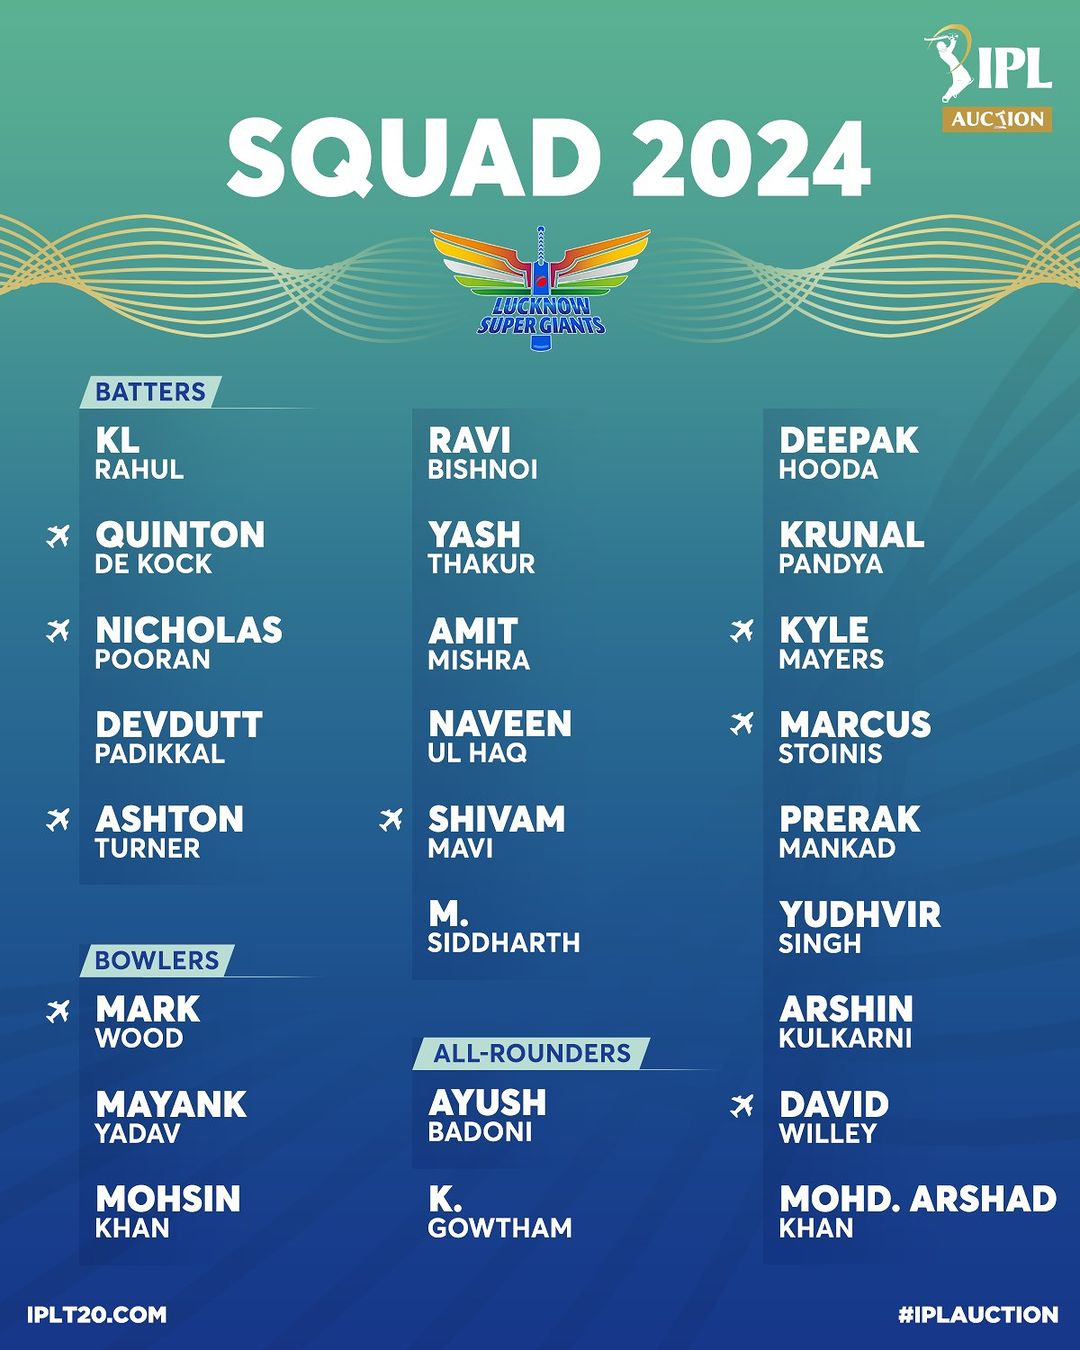 IPL
AUCTION
SQUAD 2024
LUCKNOW
SUPER GIANTS
BATTERS
KL
RAHUL
QUINTON
DE KOCK
NICHOLAS
POORAN
DEVDUTT
PADIKKAL
ASHTON
TURNER
BOWLERS
MARK
WOOD
MAYANK
YADAV
MOHSIN
KHAN
RAVI
BISHNOI
YASH
THAKUR
AMIT
MISHRA
NAVEEN
UL HAQ
SHIVAM
MAVI
M.
SIDDHARTH
ALL-ROUNDERS
AYUSH
BADONI
K.
GOWTHAM
DEEPAK
HOODA
KRUNAL
PANDYA
KYLE
MAYERS
MARCUS
STOINIS
PRERAK
MANKAD
YUDHVIR
SINGH
ARSHIN
KULKARNI
DAVID
WILLEY
MOHD. ARSHAD
KHAN
IPLT20.COM
#IPLAUCTION